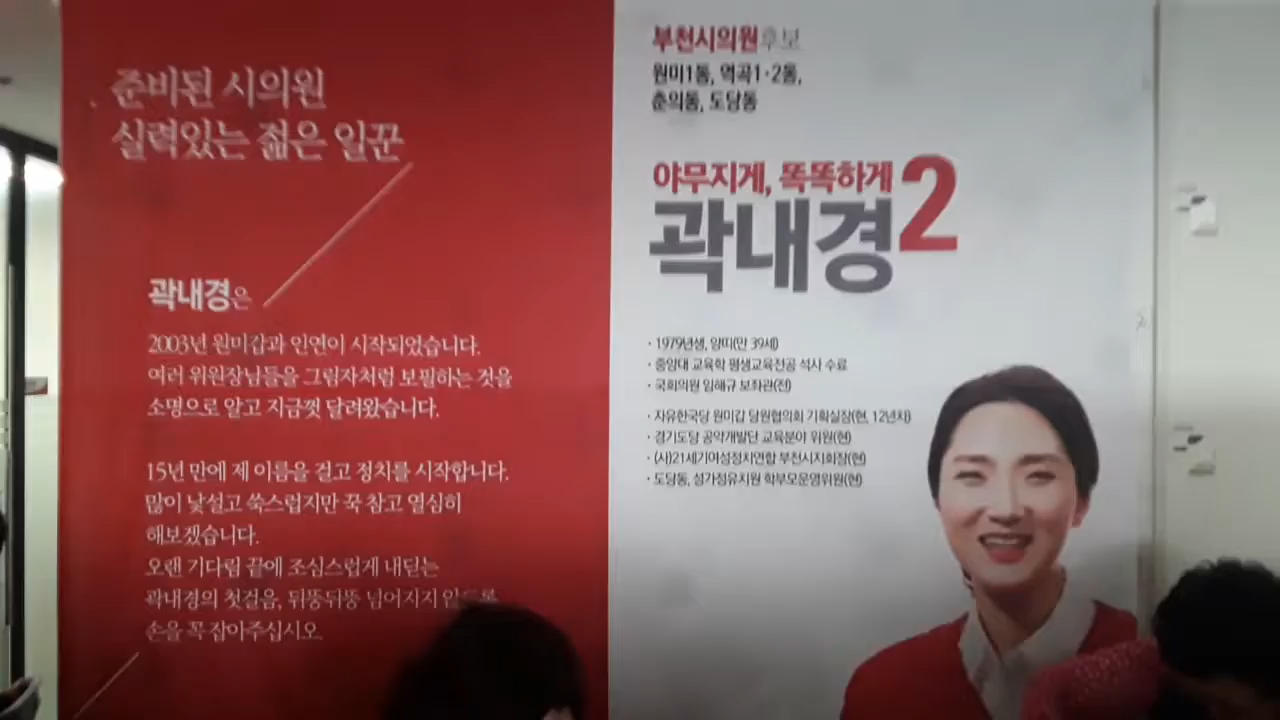 준비된 시의원
실력있는 젊은 일꾼
곽내경은
2003년 원미갑과 인연이 시작되었습니다.
여러 위원장님들을 그림자처럼 보필하는 것을
소명으로 알고 지금껏 달려왔습니다.
15년 만에 제 이름을 걸고 정치를 시작합니다.
많이 낯설고 쑥스럽지만 꾹 참고 열심히
해보겠습니다.
오랜 기다림 끝에 조심스럽게 내딛는
곽내경의 첫걸음, 뒤뚱뒤뚱 넘어지지 않도록
손을 꼭 잡아주십시오.
부천시의원후보
원미1동, 역곡1·2동,
춘의동, 도당동
야무지게, 똑똑하게 2
곽내경
· 1979년생, 양띠(만 39세)
· 중앙대 교육학 평생교육전공 석사 수료
· 국회의원 임해규 보좌관(전)
· 자유한국당 원미갑 당원협의회 기획실장(현, 12년차)
· 경기도당 공약개발단 교육분야 위원(현)
· (사)21세기여성정치연합 부천시지회장(현)
· 도당동, 성가정유치원 학부모운영위원(현)